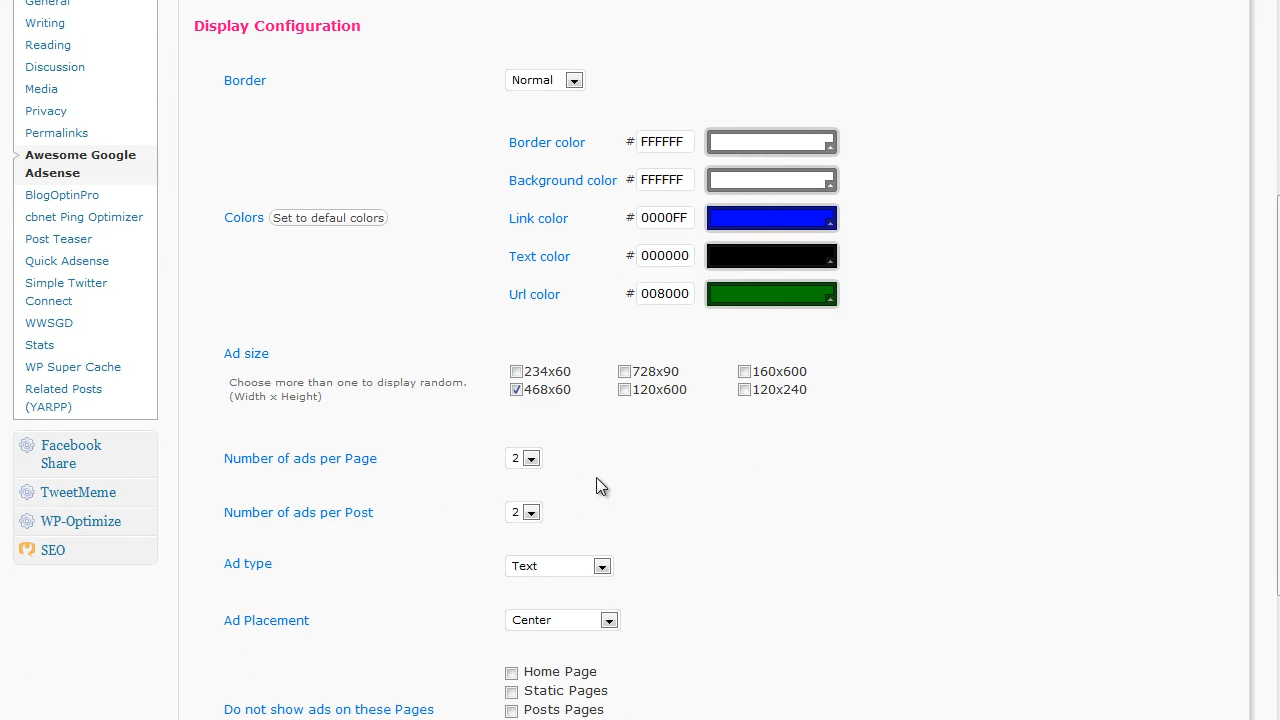 General
Writing
Reading
Discussion
Media
Privacy
Permalinks
Awesome Google
Adsense
BlogOptinPro
cbnet Ping Optimizer
Post Teaser
Quick Adsense
Simple Twitter
Connect
WWSGD
Stats
WP Super Cache
Related Posts
(YARPP)
Facebook
Share
TweetMeme
WP-Optimize
SEO
Display Configuration
Border
Normal
Colors
Set to defaul colors
Border color # FFFFFF
Background color # FFFFFF
Link color # 0000FF
Text color # 000000
Url color # 008000
Ad size
Choose more than one to display random.
(Width x Height)
234x60 728x90 160x600
468x60 120x600 120x240
Number of ads per Page 2
Number of ads per Post 2
Ad type Text
Ad Placement Center
Do not show ads on these Pages
Home Page
Static Pages
Posts Pages